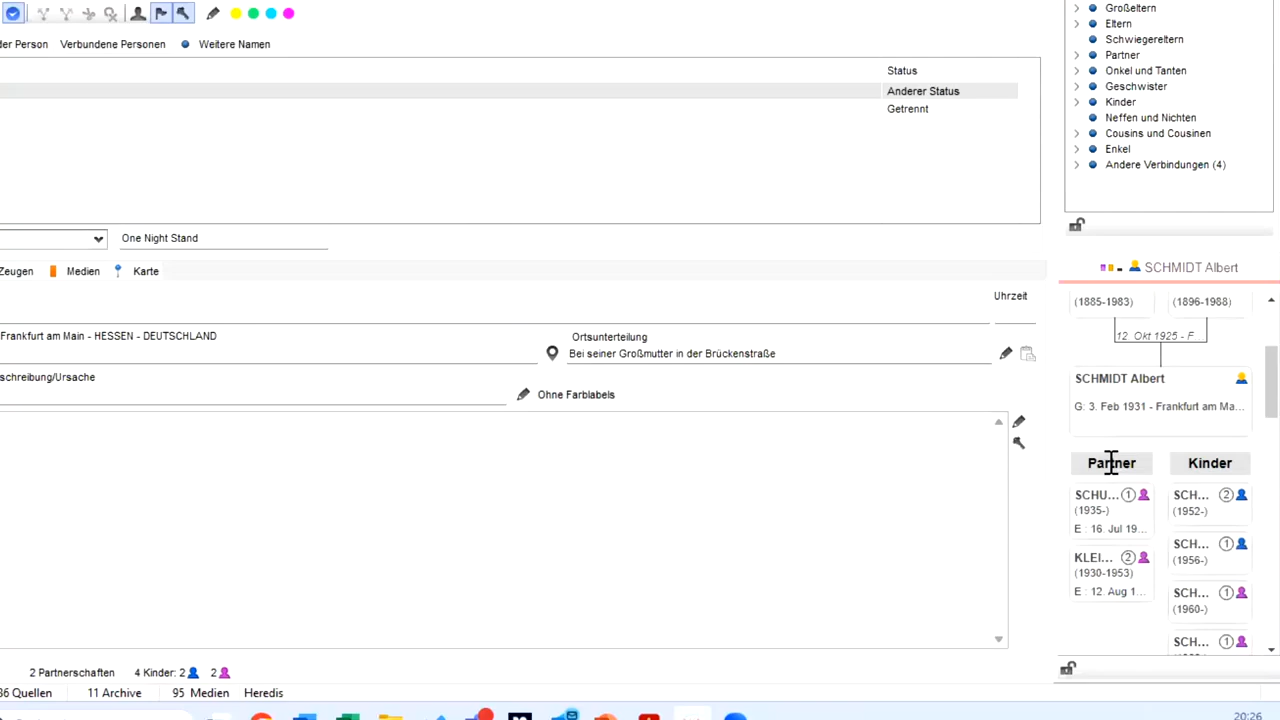 der Person Verbundene Personen Weitere Namen
Status
Anderer Status
Getrennt
One Night Stand
Zeugen Medien Karte
Uhrzeit
Frankfurt am Main - HESSEN - DEUTSCHLAND
Ortsunterteilung
Bei seiner Großmutter in der Brückenstraße
schreibung/Ursache
Ohne Farblabels
2 Partnerschaften 4 Kinder: 2 2
36 Quellen 11 Archive 95 Medien Heredis
Großeltern
Eltern
Schwiegereltern
Partner
Onkel und Tanten
Geschwister
Kinder
Neffen und Nichten
Cousins und Cousinen
Enkel
Andere Verbindungen (4)
SCHMIDT Albert
(1885-1983) (1896-1988)
12. Okt 1925 - F
SCHMIDT Albert
G: 3. Feb 1931 - Frankfurt am Ma...
Partner Kinder
SCHU... 1
(1935-)
E : 16. Jul 19...
KLEI... 2
(1930-1953)
E : 12. Aug 1...
SCH... 2
(1952-)
SCH... 1
(1956-)
SCH... 1
(1960-)
SCH... 1
20:26